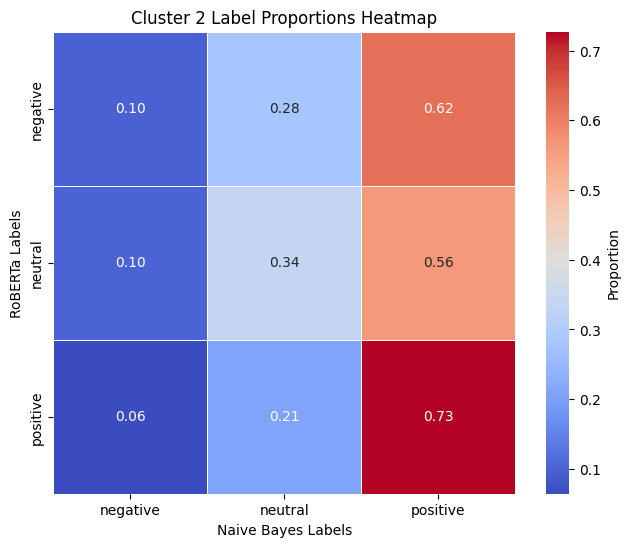 Cluster 2 Label Proportions Heatmap
RoBERTa Labels
negative
neutral
positive
0.10 0.28 0.62
0.10 0.34 0.56
0.06 0.21 0.73
negative neutral positive
Naive Bayes Labels
0.7
0.6
0.5
0.4
0.3
0.2
0.1
Proportion